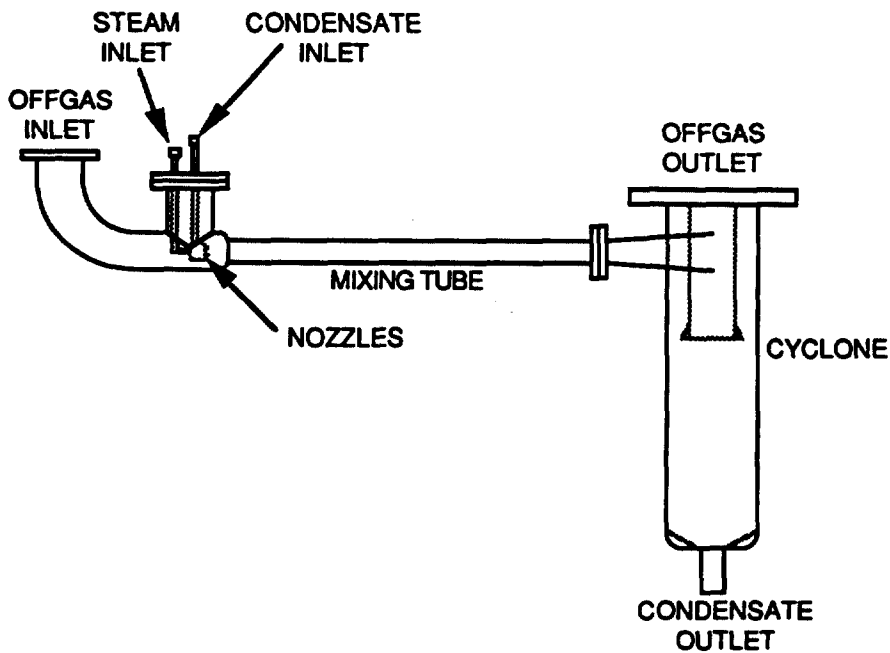 STEAM
INLET
CONDENSATE
INLET
OFFGAS
INLET
OFFGAS
OUTLET
MIXING TUBE
NOZZLES
CYCLONE
CONDENSATE
OUTLET